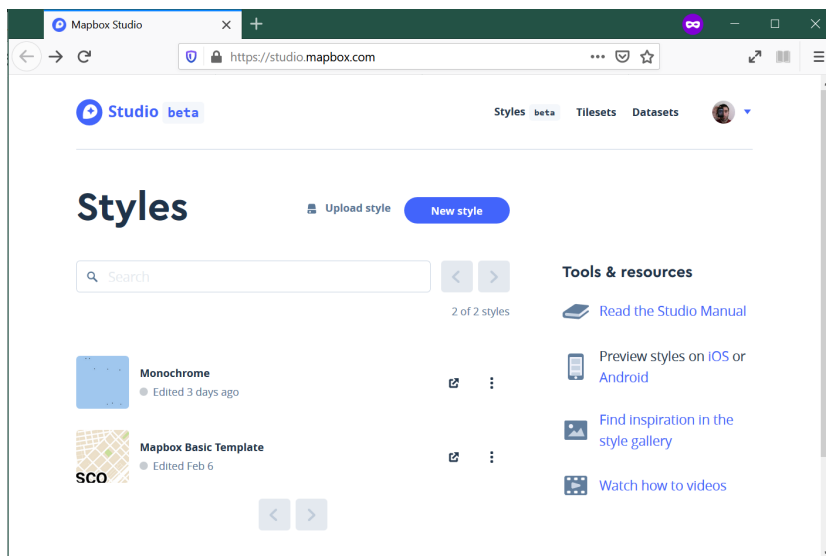 Mapbox Studio
https://studio.mapbox.com
Studio beta
Styles beta Tilesets Datasets
Styles
Upload style
New style
Search
2 of 2 styles
Monochrome
Edited 3 days ago
Mapbox Basic Template
Edited Feb 6
sco
Tools & resources
Read the Studio Manual
Preview styles on iOS or
Android
Find inspiration in the
style gallery
Watch how to videos